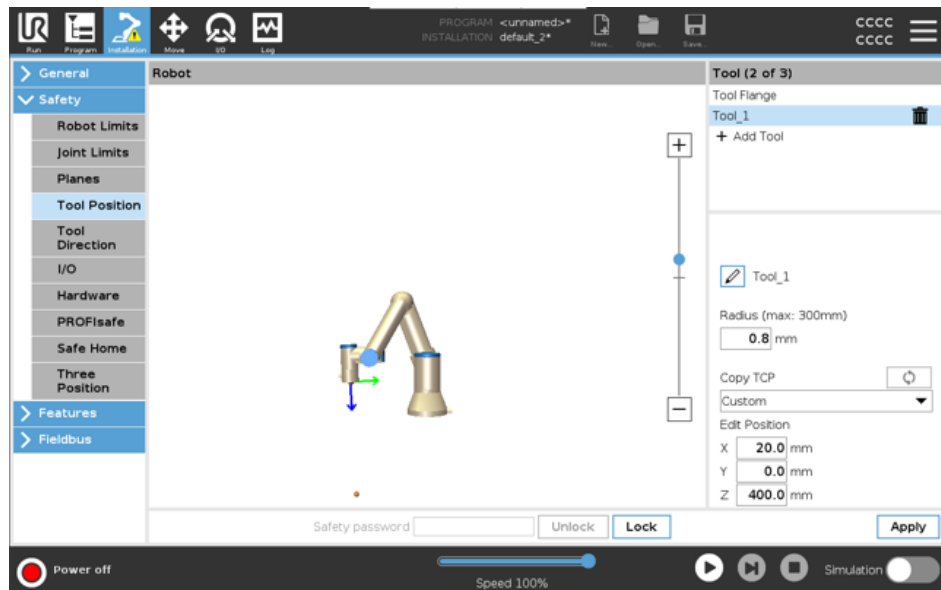 PROGRAM <unnamed>*
INSTALLATION default_2*
Run Program Installation Move I/O Log New... Open... Save...
cccc
cccc
General
Safety
Robot Limits
Joint Limits
Planes
Tool Position
Tool
Direction
I/O
Hardware
PROFIsafe
Safe Home
Three
Position
Features
Fieldbus
Robot
Tool (2 of 3)
Tool Flange
Tool_1
+ Add Tool
Tool_1
Radius (max: 300mm)
0.8 mm
Copy TCP
Custom
Edit Position
X 20.0 mm
Y 0.0 mm
Z 400.0 mm
Safety password Unlock Lock Apply
Power off
Speed 100%
Simulation